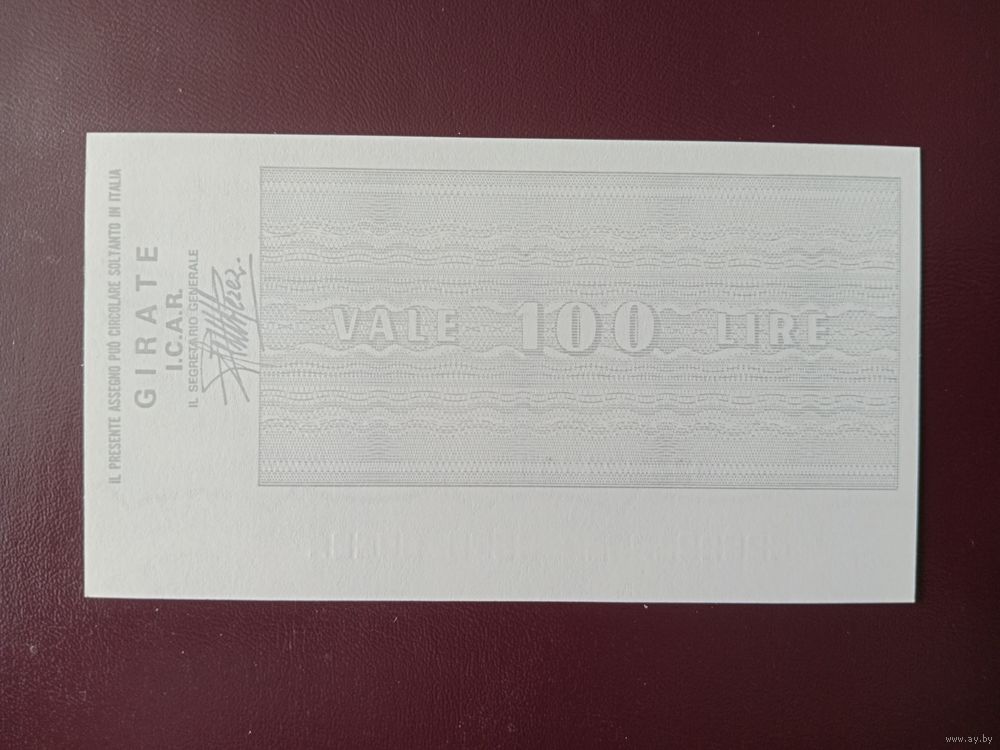 IL PRESENTE ASSEGNO PUÒ CIRCOLARE SOLTANTO IN ITALIA
GIRATE
I.C.A.R.
IL SEGRETARIO GENERALE
VALE 100 LIRE
www.ay.by